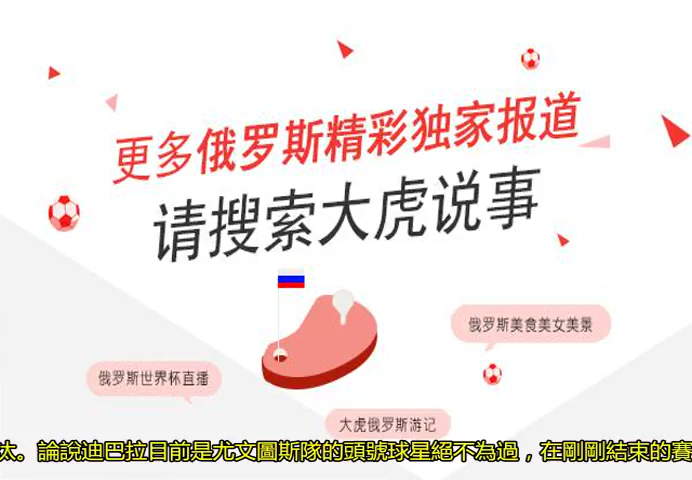 更多俄罗斯精彩独家报道
请搜索大虎说事
俄罗斯美食美女美景
俄罗斯世界杯直播
大虎俄罗斯游记
汰。論說迪巴拉目前是尤文圖斯隊的頭號球星絕不為過，在剛剛結束的賽